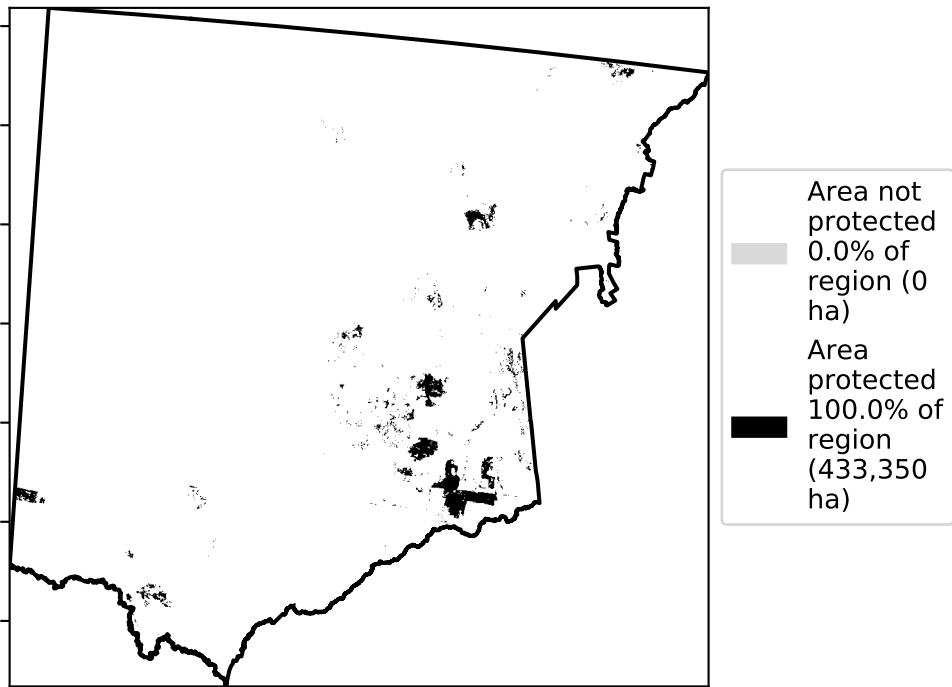 Area not
protected
0.0% of
region (0
ha)
Area
protected
100.0% of
region
(433,350
ha)